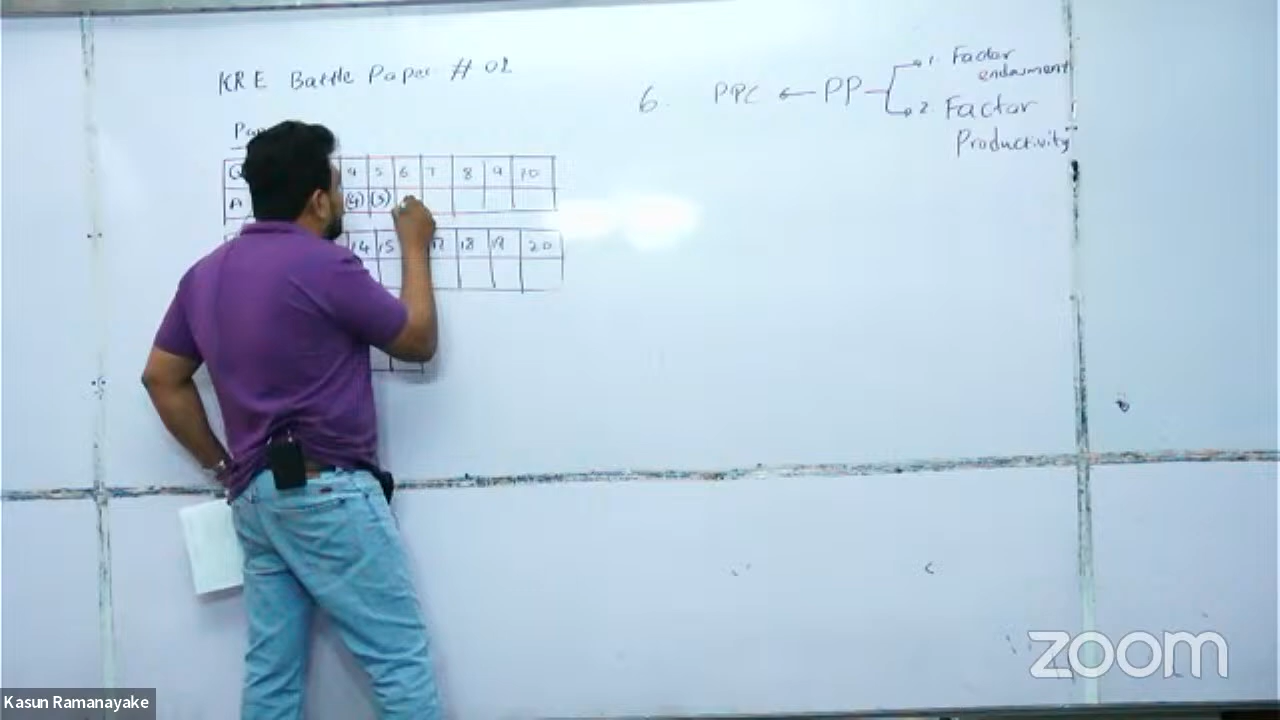 KRE Battle Paper # 02
6. PPC ← PP
1. Factor
endowment
2. Factor
Productivity
Q 4 5 6 7 8 9 10
A (4) (3)
14 15 18 19 20
zoom
Kasun Ramanayake